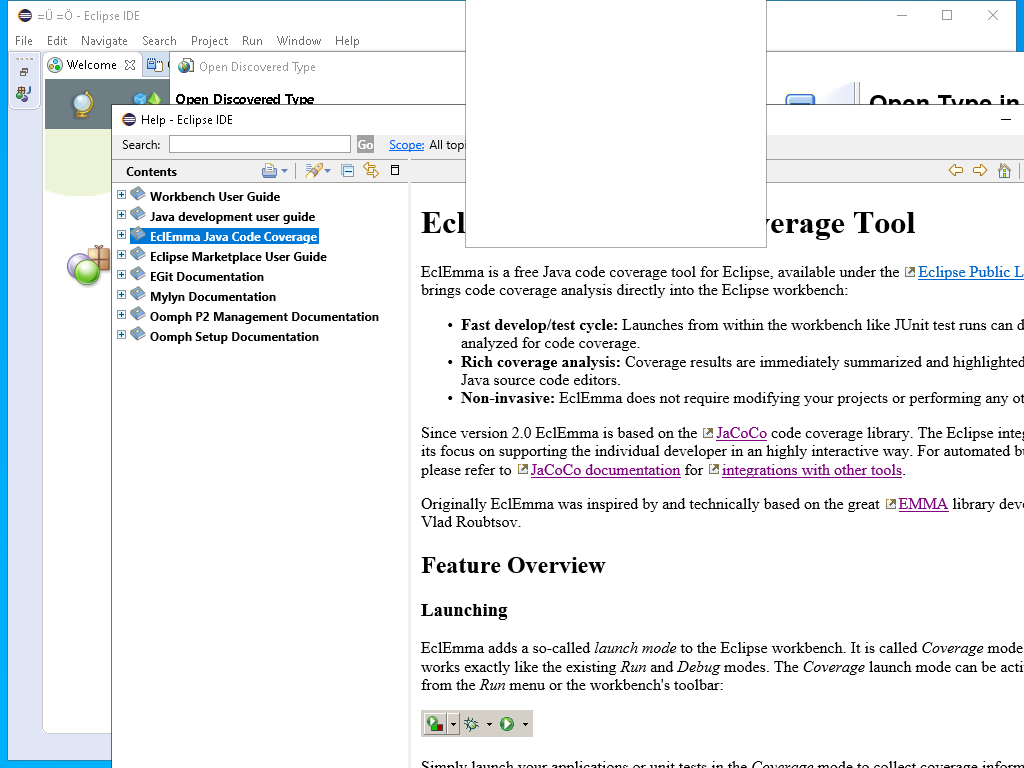 =Ü =Ö - Eclipse IDE
File Edit Navigate Search Project Run Window Help
Welcome
Open Discovered Type
Open Discovered Type
Open Type in
Help - Eclipse IDE
Search: Go Scope: All topi
Contents
Workbench User Guide
Java development user guide
EclEmma Java Code Coverage
Eclipse Marketplace User Guide
EGit Documentation
Mylyn Documentation
Oomph P2 Management Documentation
Oomph Setup Documentation
Ecl verage Tool
EclEmma is a free Java code coverage tool for Eclipse, available under the Eclipse Public L
brings code coverage analysis directly into the Eclipse workbench:
• Fast develop/test cycle: Launches from within the workbench like JUnit test runs can d
analyzed for code coverage.
• Rich coverage analysis: Coverage results are immediately summarized and highlighted
Java source code editors.
• Non-invasive: EclEmma does not require modifying your projects or performing any ot
Since version 2.0 EclEmma is based on the JaCoCo code coverage library. The Eclipse integ
its focus on supporting the individual developer in an highly interactive way. For automated bu
please refer to JaCoCo documentation for integrations with other tools.
Originally EclEmma was inspired by and technically based on the great EMMA library deve
Vlad Roubtsov.
Feature Overview
Launching
EclEmma adds a so-called launch mode to the Eclipse workbench. It is called Coverage mode
works exactly like the existing Run and Debug modes. The Coverage launch mode can be acti
from the Run menu or the workbench's toolbar:
Simply launch your applications or unit tests in the Coverage mode to collect coverage inform